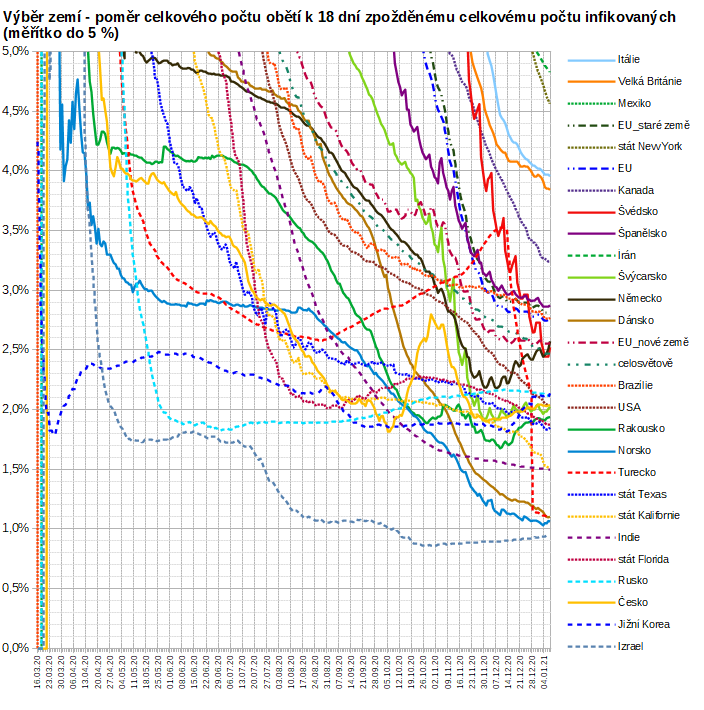 Výběr zemí - poměr celkového počtu obětí k 18 dní zpožděnému celkovému počtu infikovaných
(měřítko do 5 %)
5,0%
4,5%
4,0%
3,5%
3,0%
2,5%
2,0%
1,5%
1,0%
0,5%
0,0%
16.03.20
23.03.20
30.03.20
06.04.20
13.04.20
20.04.20
27.04.20
04.05.20
11.05.20
18.05.20
25.05.20
01.06.20
08.06.20
15.06.20
22.06.20
29.06.20
06.07.20
13.07.20
20.07.20
27.07.20
03.08.20
10.08.20
17.08.20
24.08.20
31.08.20
07.09.20
14.09.20
21.09.20
28.09.20
05.10.20
12.10.20
19.10.20
26.10.20
02.11.20
09.11.20
16.11.20
23.11.20
30.11.20
07.12.20
14.12.20
21.12.20
28.12.20
04.01.21
Itálie
Velká Británie
Mexiko
EU_staré země
stát NewYork
EU
Kanada
Švédsko
Španělsko
Irán
Švýcarsko
Německo
Dánsko
EU_nové země
celosvětově
Brazílie
USA
Rakousko
Norsko
Turecko
stát Texas
stát Kalifornie
Indie
stát Florida
Rusko
Česko
Jižní Korea
Izrael